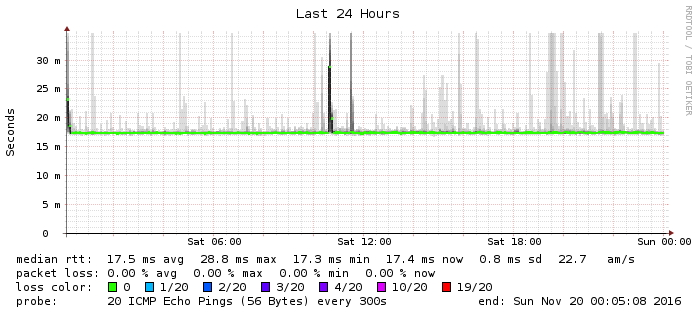 Last 24 Hours
RRDTOOL / TOBI OETIKER
Seconds
30 m
25 m
20 m
15 m
10 m
5 m
0
Sat 06:00 Sat 12:00 Sat 18:00 Sun 00:00
median rtt: 17.5 ms avg 28.8 ms max 17.3 ms min 17.4 ms now 0.8 ms sd 22.7 am/s
packet loss: 0.00 % avg 0.00 % max 0.00 % min 0.00 % now
loss color: 0 1/20 2/20 3/20 4/20 10/20 19/20
probe: 20 ICMP Echo Pings (56 Bytes) every 300s end: Sun Nov 20 00:05:08 2016